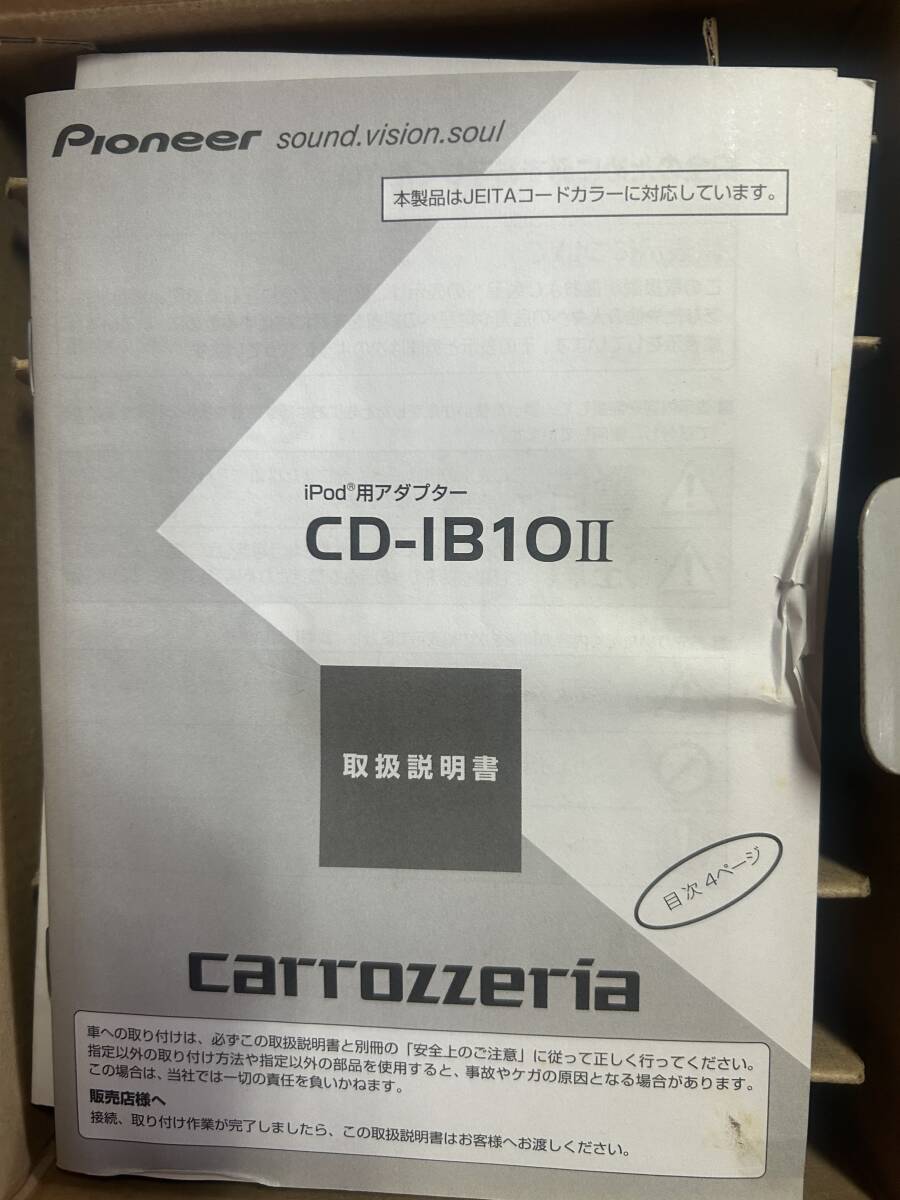 Pioneer sound.vision.soul
本製品はJEITAコードカラーに対応しています。
iPod®用アダプター
CD-IB10II
取扱説明書
目次 4ページ
carrozzeria
車への取り付けは、必ずこの取扱説明書と別冊の「安全上のご注意」に従って正しく行ってください。
指定以外の取り付け方法や指定以外の部品を使用すると、事故やケガの原因となる場合があります。
この場合は、当社では一切の責任を負いかねます。
販売店様へ
接続、取り付け作業が完了しましたら、この取扱説明書はお客様へお渡しください。